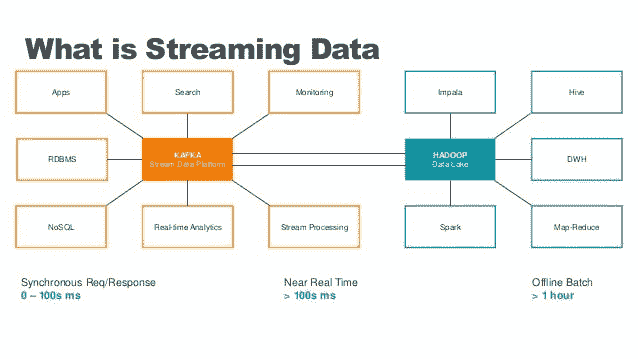 What is Streaming Data
Apps
Search
Monitoring
Impala
Hive
RDBMS
KAFKA
Stream Data Platform
HADOOP
Data Lake
DWH
NoSQL
Real-time Analytics
Stream Processing
Spark
Map-Reduce
Synchronous Req/Response
0 – 100s ms
Near Real Time
> 100s ms
Offline Batch
> 1 hour